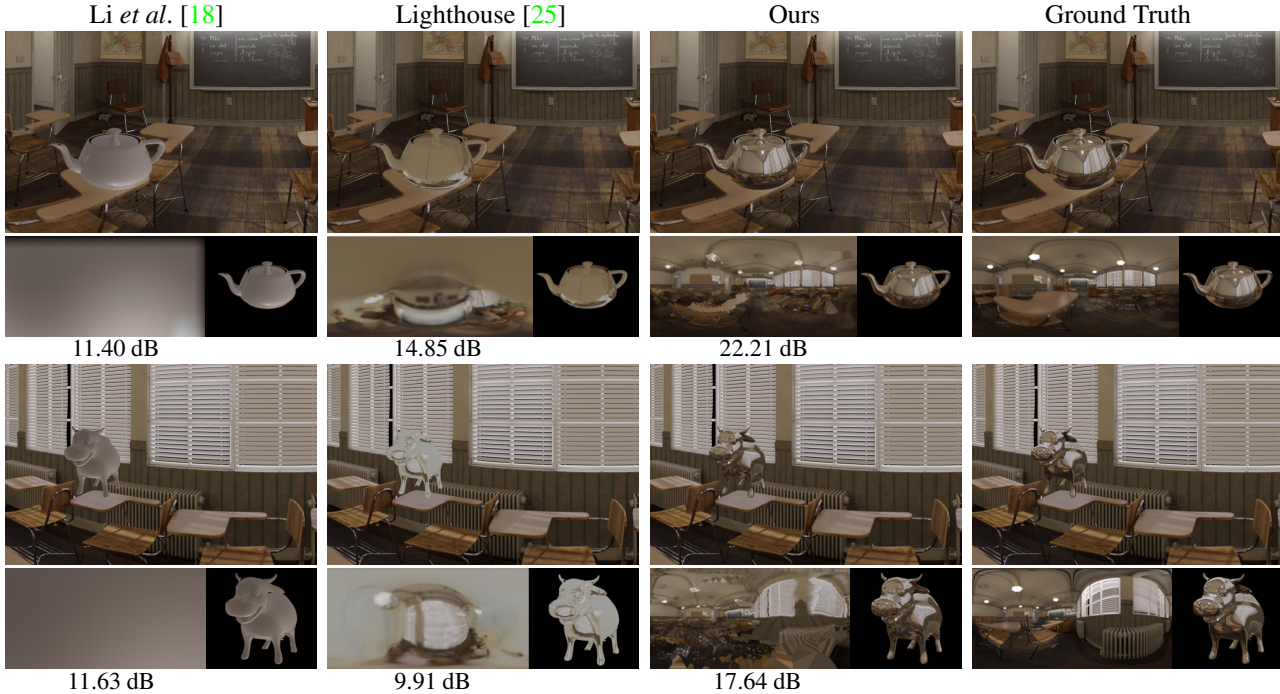 Li et al. [18] Lighthouse [25] Ours Ground Truth
11.40 dB 14.85 dB 22.21 dB
11.63 dB 9.91 dB 17.64 dB